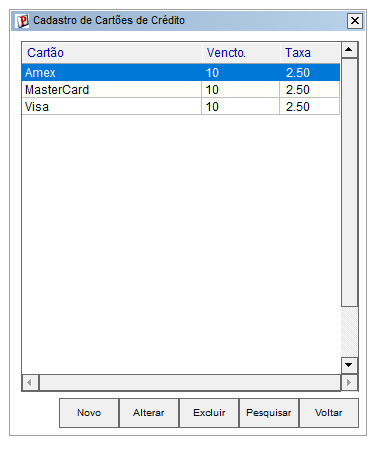 Cadastro de Cartões de Crédito
Cartão Vencto. Taxa
Amex 10 2.50
MasterCard 10 2.50
Visa 10 2.50
Novo Alterar Excluir Pesquisar Voltar